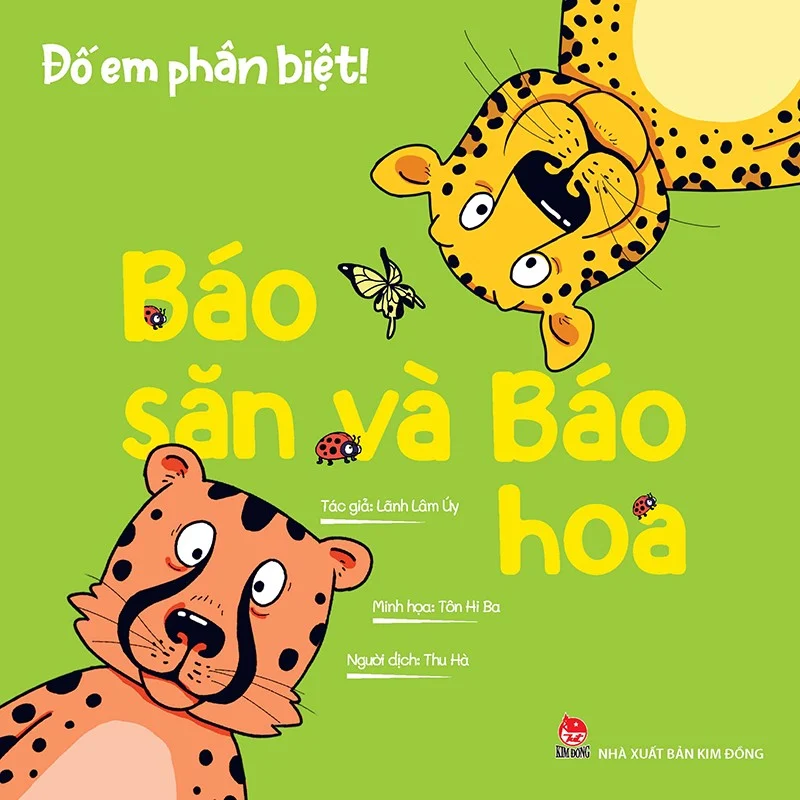 Đố em phân biệt!
Báo
săn và Báo
hoa
Tác giả: Lãnh Lâm Úy
Minh họa: Tôn Hi Ba
Người dịch: Thu Hà
KIM ĐỒNG
NHÀ XUẤT BẢN KIM ĐỒNG